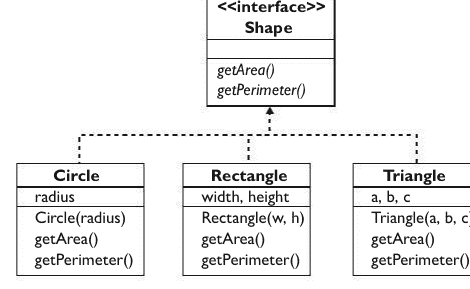 <<interface>>
Shape
getArea()
getPerimeter()
Circle
radius
Circle(radius)
getArea()
getPerimeter()
Rectangle
width, height
Rectangle(w, h)
getArea()
getPerimeter()
Triangle
a, b, c
Triangle(a, b, c
getArea()
getPerimeter()